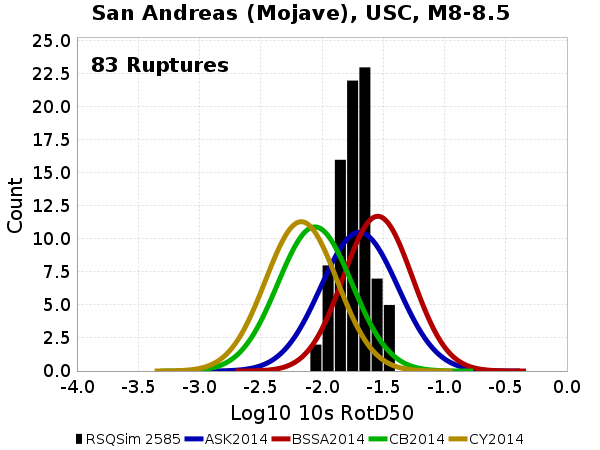 San Andreas (Mojave), USC, M8-8.5
83 Ruptures
Count
25.0
22.5
20.0
17.5
15.0
12.5
10.0
7.5
5.0
2.5
0.0
-4.0 -3.5 -3.0 -2.5 -2.0 -1.5 -1.0 -0.5 0.0
Log10 10s RotD50
RSQSim 2585 ASK2014 BSSA2014 CB2014 CY2014